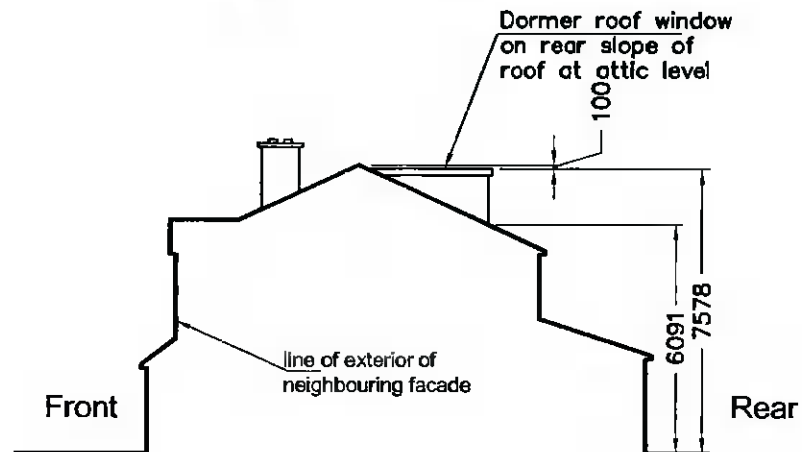 Dormer roof window
on rear slope of
roof at attic level
100
6091
7578
line of exterior of
neighbouring facade
Front
Rear